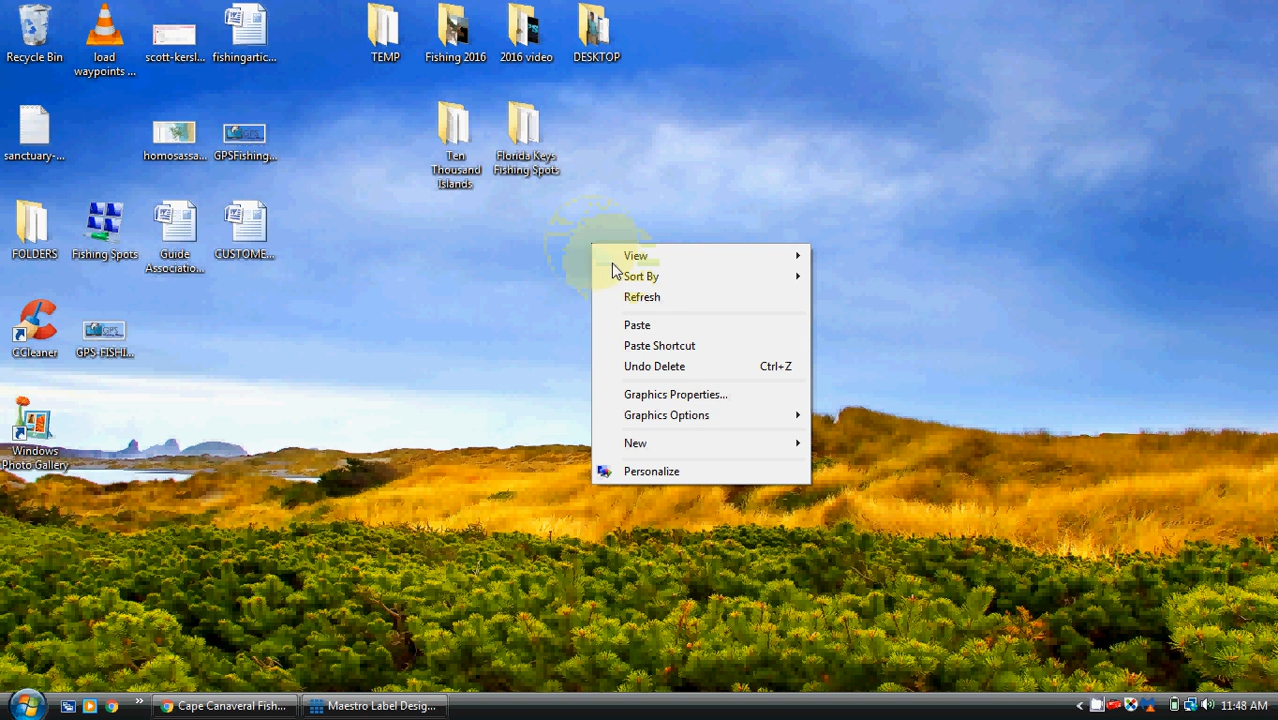 Recycle Bin
load
waypoints ...
scott-kersl...
fishingartic...
TEMP
Fishing 2016
2016 video
DESKTOP
sanctuary-...
homosassa...
GPSFishing...
Ten
Thousand
Islands
Florida Keys
Fishing Spots
FOLDERS
Fishing Spots
Guide
Associatio...
CUSTOME...
CCleaner
GPS-FISHI...
Windows
Photo Gallery
View
Sort By
Refresh
Paste
Paste Shortcut
Undo Delete Ctrl+Z
Graphics Properties...
Graphics Options
New
Personalize
»
Cape Canaveral Fish...
Maestro Label Desig...
11:48 AM